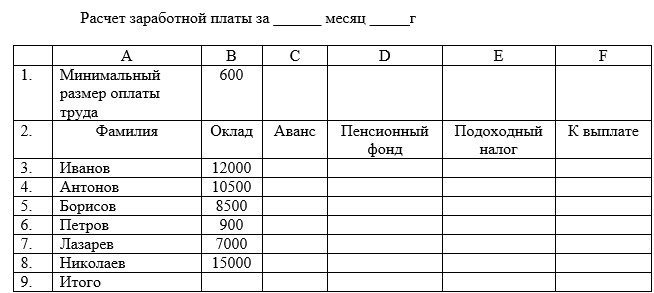 Расчет заработной платы за ______ месяц _____г
A B C D E F
1. Минимальный размер оплаты труда 600
2. Фамилия Оклад Аванс Пенсионный фонд Подоходный налог К выплате
3. Иванов 12000
4. Антонов 10500
5. Борисов 8500
6. Петров 900
7. Лазарев 7000
8. Николаев 15000
9. Итого